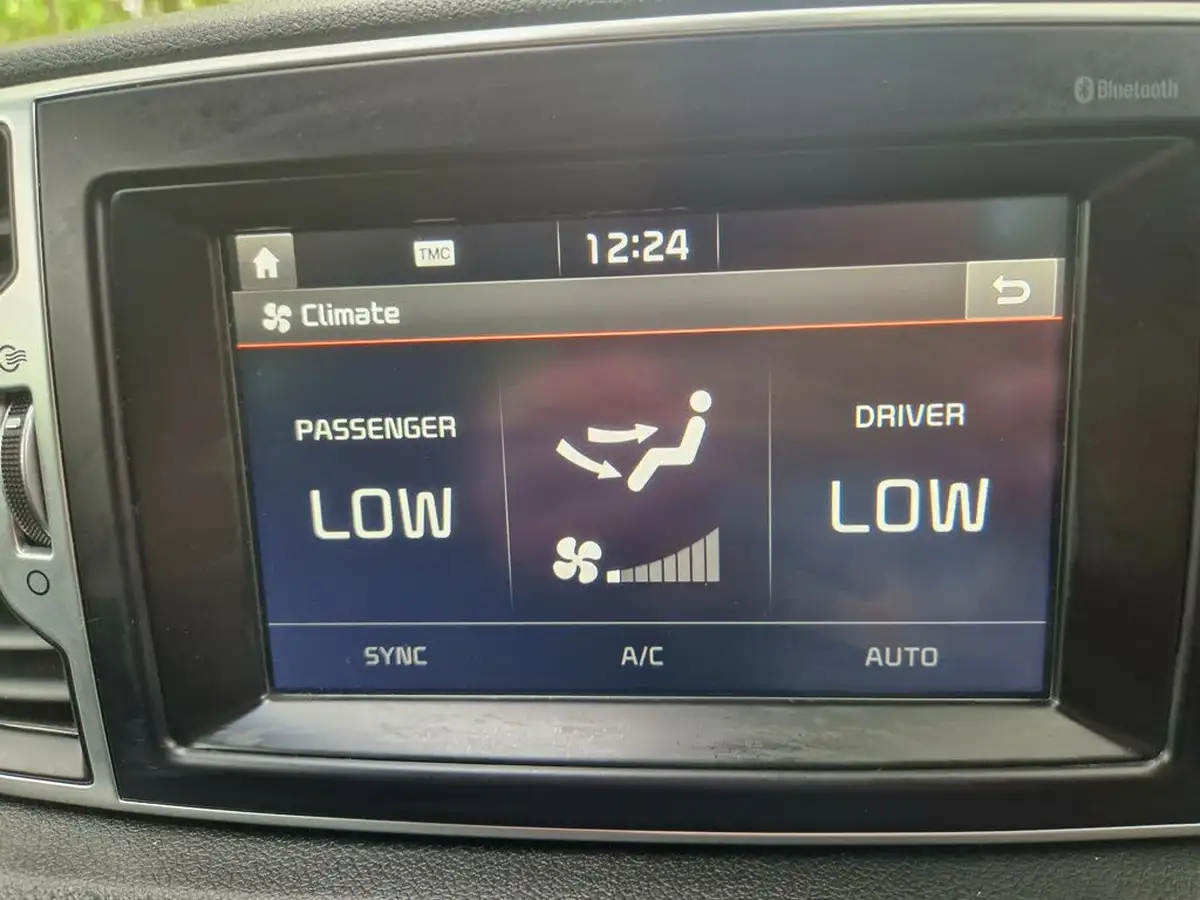 Bluetooth
TMC 12:24
Climate
PASSENGER DRIVER
LOW LOW
SYNC A/C AUTO